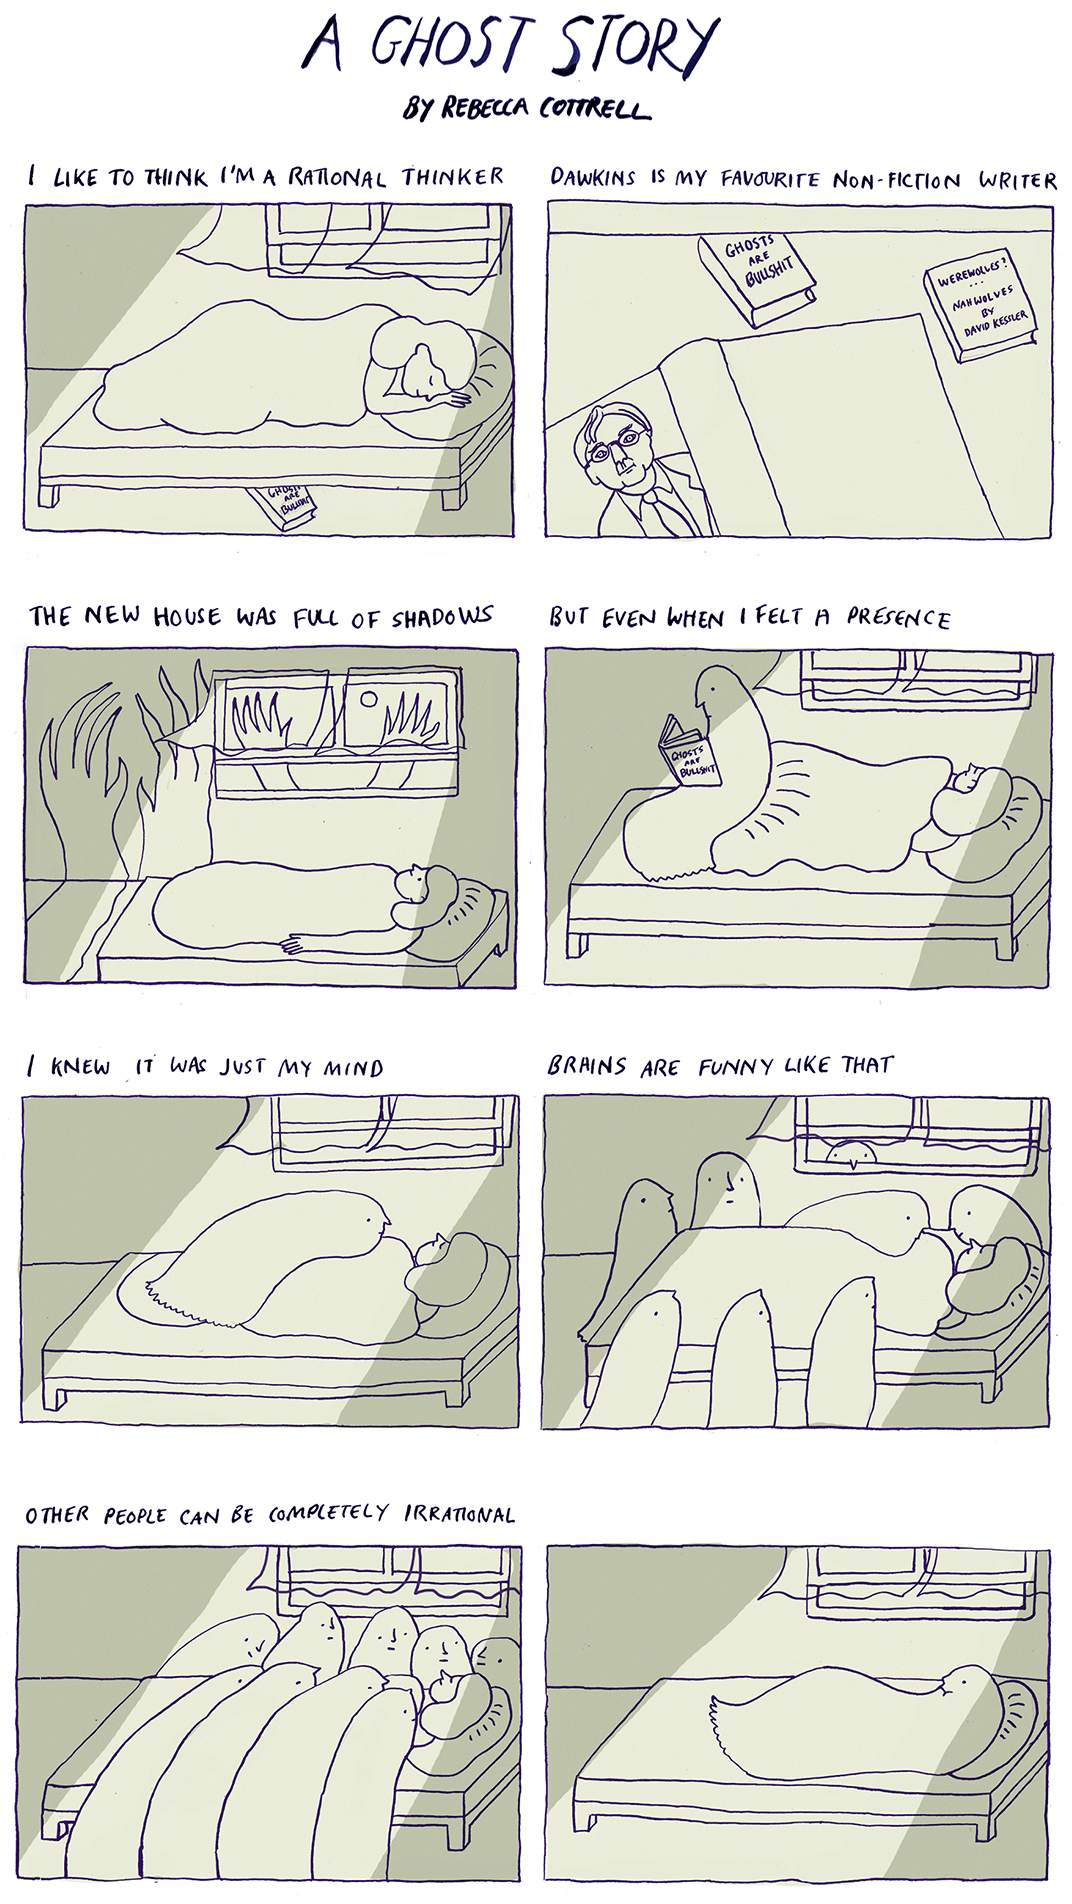 A GHOST STORY
BY REBECCA COTTRELL
I LIKE TO THINK I'M A RATIONAL THINKER
GHOSTS
ARE
BULLSHIT
DAWKINS IS MY FAVOURITE NON-FICTION WRITER
GHOSTS
ARE
BULLSHIT
WEREWOLVES?
...
NAHWOLVES
BY
DAVID KESSLER
THE NEW HOUSE WAS FULL OF SHADOWS
BUT EVEN WHEN I FELT A PRESENCE
GHOSTS
ARE
BULLSHIT
I KNEW IT WAS JUST MY MIND
BRAINS ARE FUNNY LIKE THAT
OTHER PEOPLE CAN BE COMPLETELY IRRATIONAL